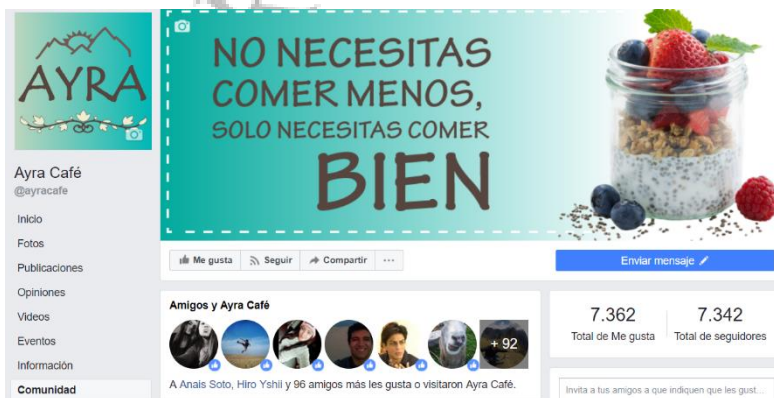 AYRA
Ayra Café
@ayracafe
Inicio
Fotos
Publicaciones
Opiniones
Videos
Eventos
Información
Comunidad
NO NECESITAS
COMER MENOS,
SOLO NECESITAS COMER
BIEN
Me gusta Seguir Compartir ...
Enviar mensaje
Amigos y Ayra Café
+ 92
A Anais Soto, Hiro Yshii y 96 amigos más les gusta o visitaron Ayra Café.
7.362 7.342
Total de Me gusta Total de seguidores
Invita a tus amigos a que indiquen que les gust...